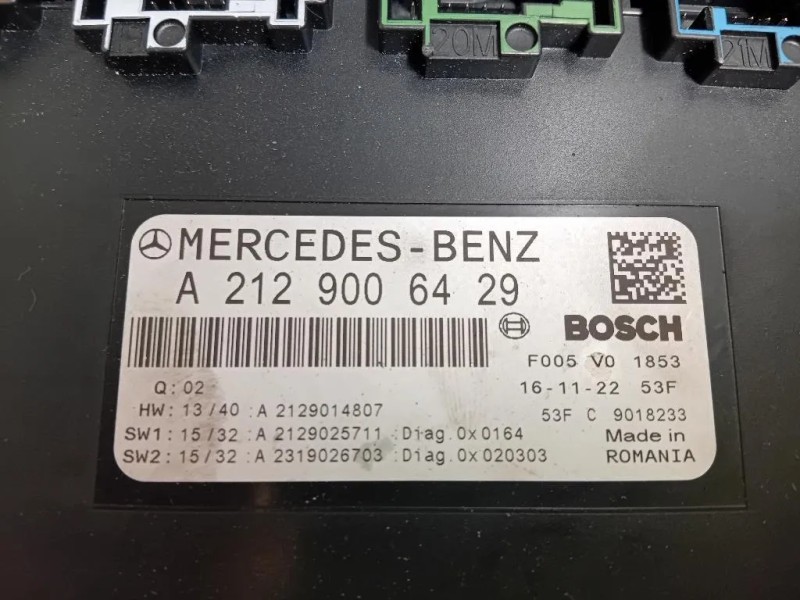 20M
21M
MERCEDES-BENZ
A 212 900 64 29
BOSCH
F005 V0 1853
Q: 02
16-11-22 53F
HW: 13/40 :A 2129014807
53F C 9018233
SW1: 15/32 :A 2129025711 :Diag.0x0164
Made in
SW2: 15/32 :A 2319026703 :Diag.0x020303
ROMANIA